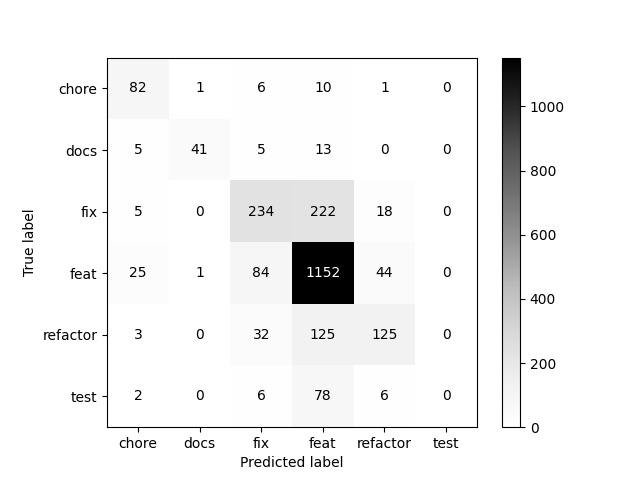 chore 82 1 6 10 1 0
docs 5 41 5 13 0 0
fix 5 0 234 222 18 0
feat 25 1 84 1152 44 0
refactor 3 0 32 125 125 0
test 2 0 6 78 6 0
chore docs fix feat refactor test
Predicted label
True label
1000
800
600
400
200
0